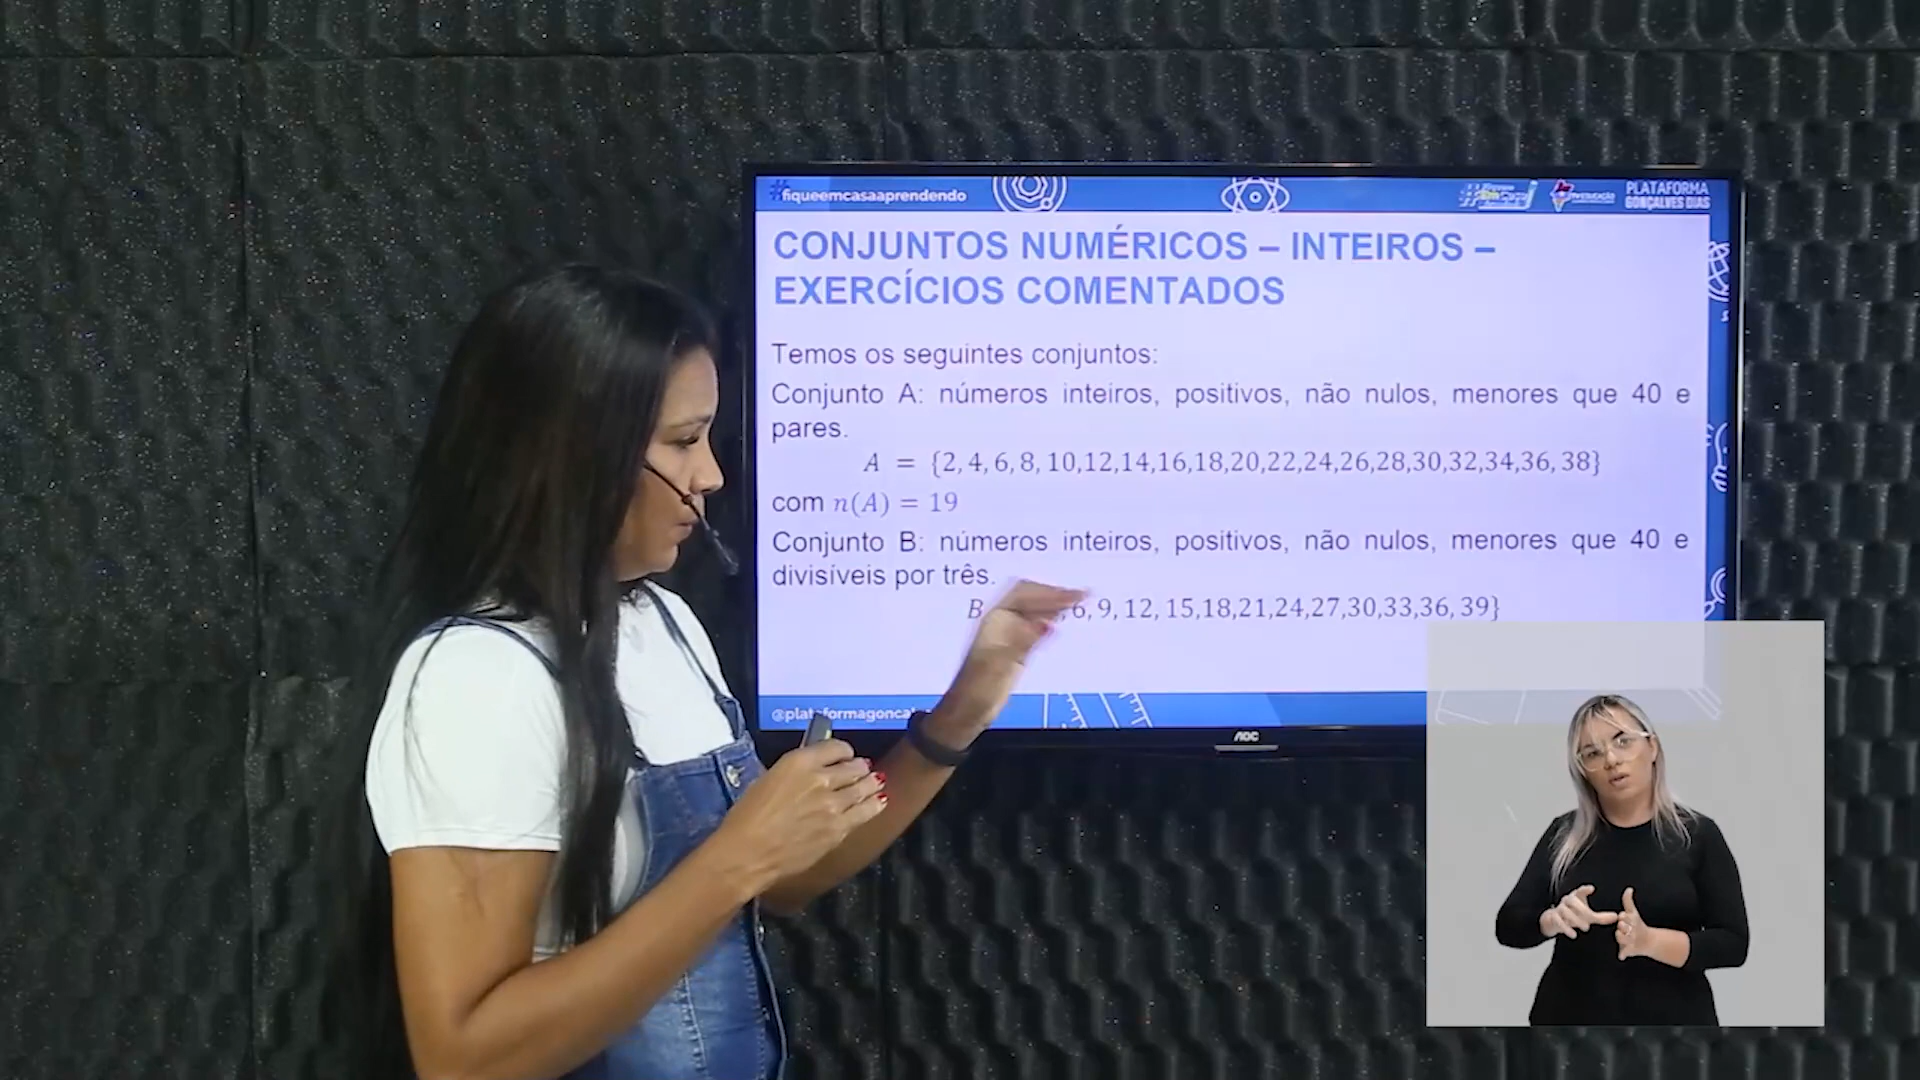 #fiqueemcasaaprendendo
PLATAFORMA
GONÇALVES DIAS
CONJUNTOS NUMÉRICOS – INTEIROS –
EXERCÍCIOS COMENTADOS
Temos os seguintes conjuntos:
Conjunto A: números inteiros, positivos, não nulos, menores que 40 e
pares.
A = {2, 4, 6, 8, 10,12,14,16,18,20,22,24,26,28,30,32,34,36, 38}
com n(A) = 19
Conjunto B: números inteiros, positivos, não nulos, menores que 40 e
divisíveis por três.
B , 6, 9, 12, 15,18,21,24,27,30,33,36, 39}
AOC